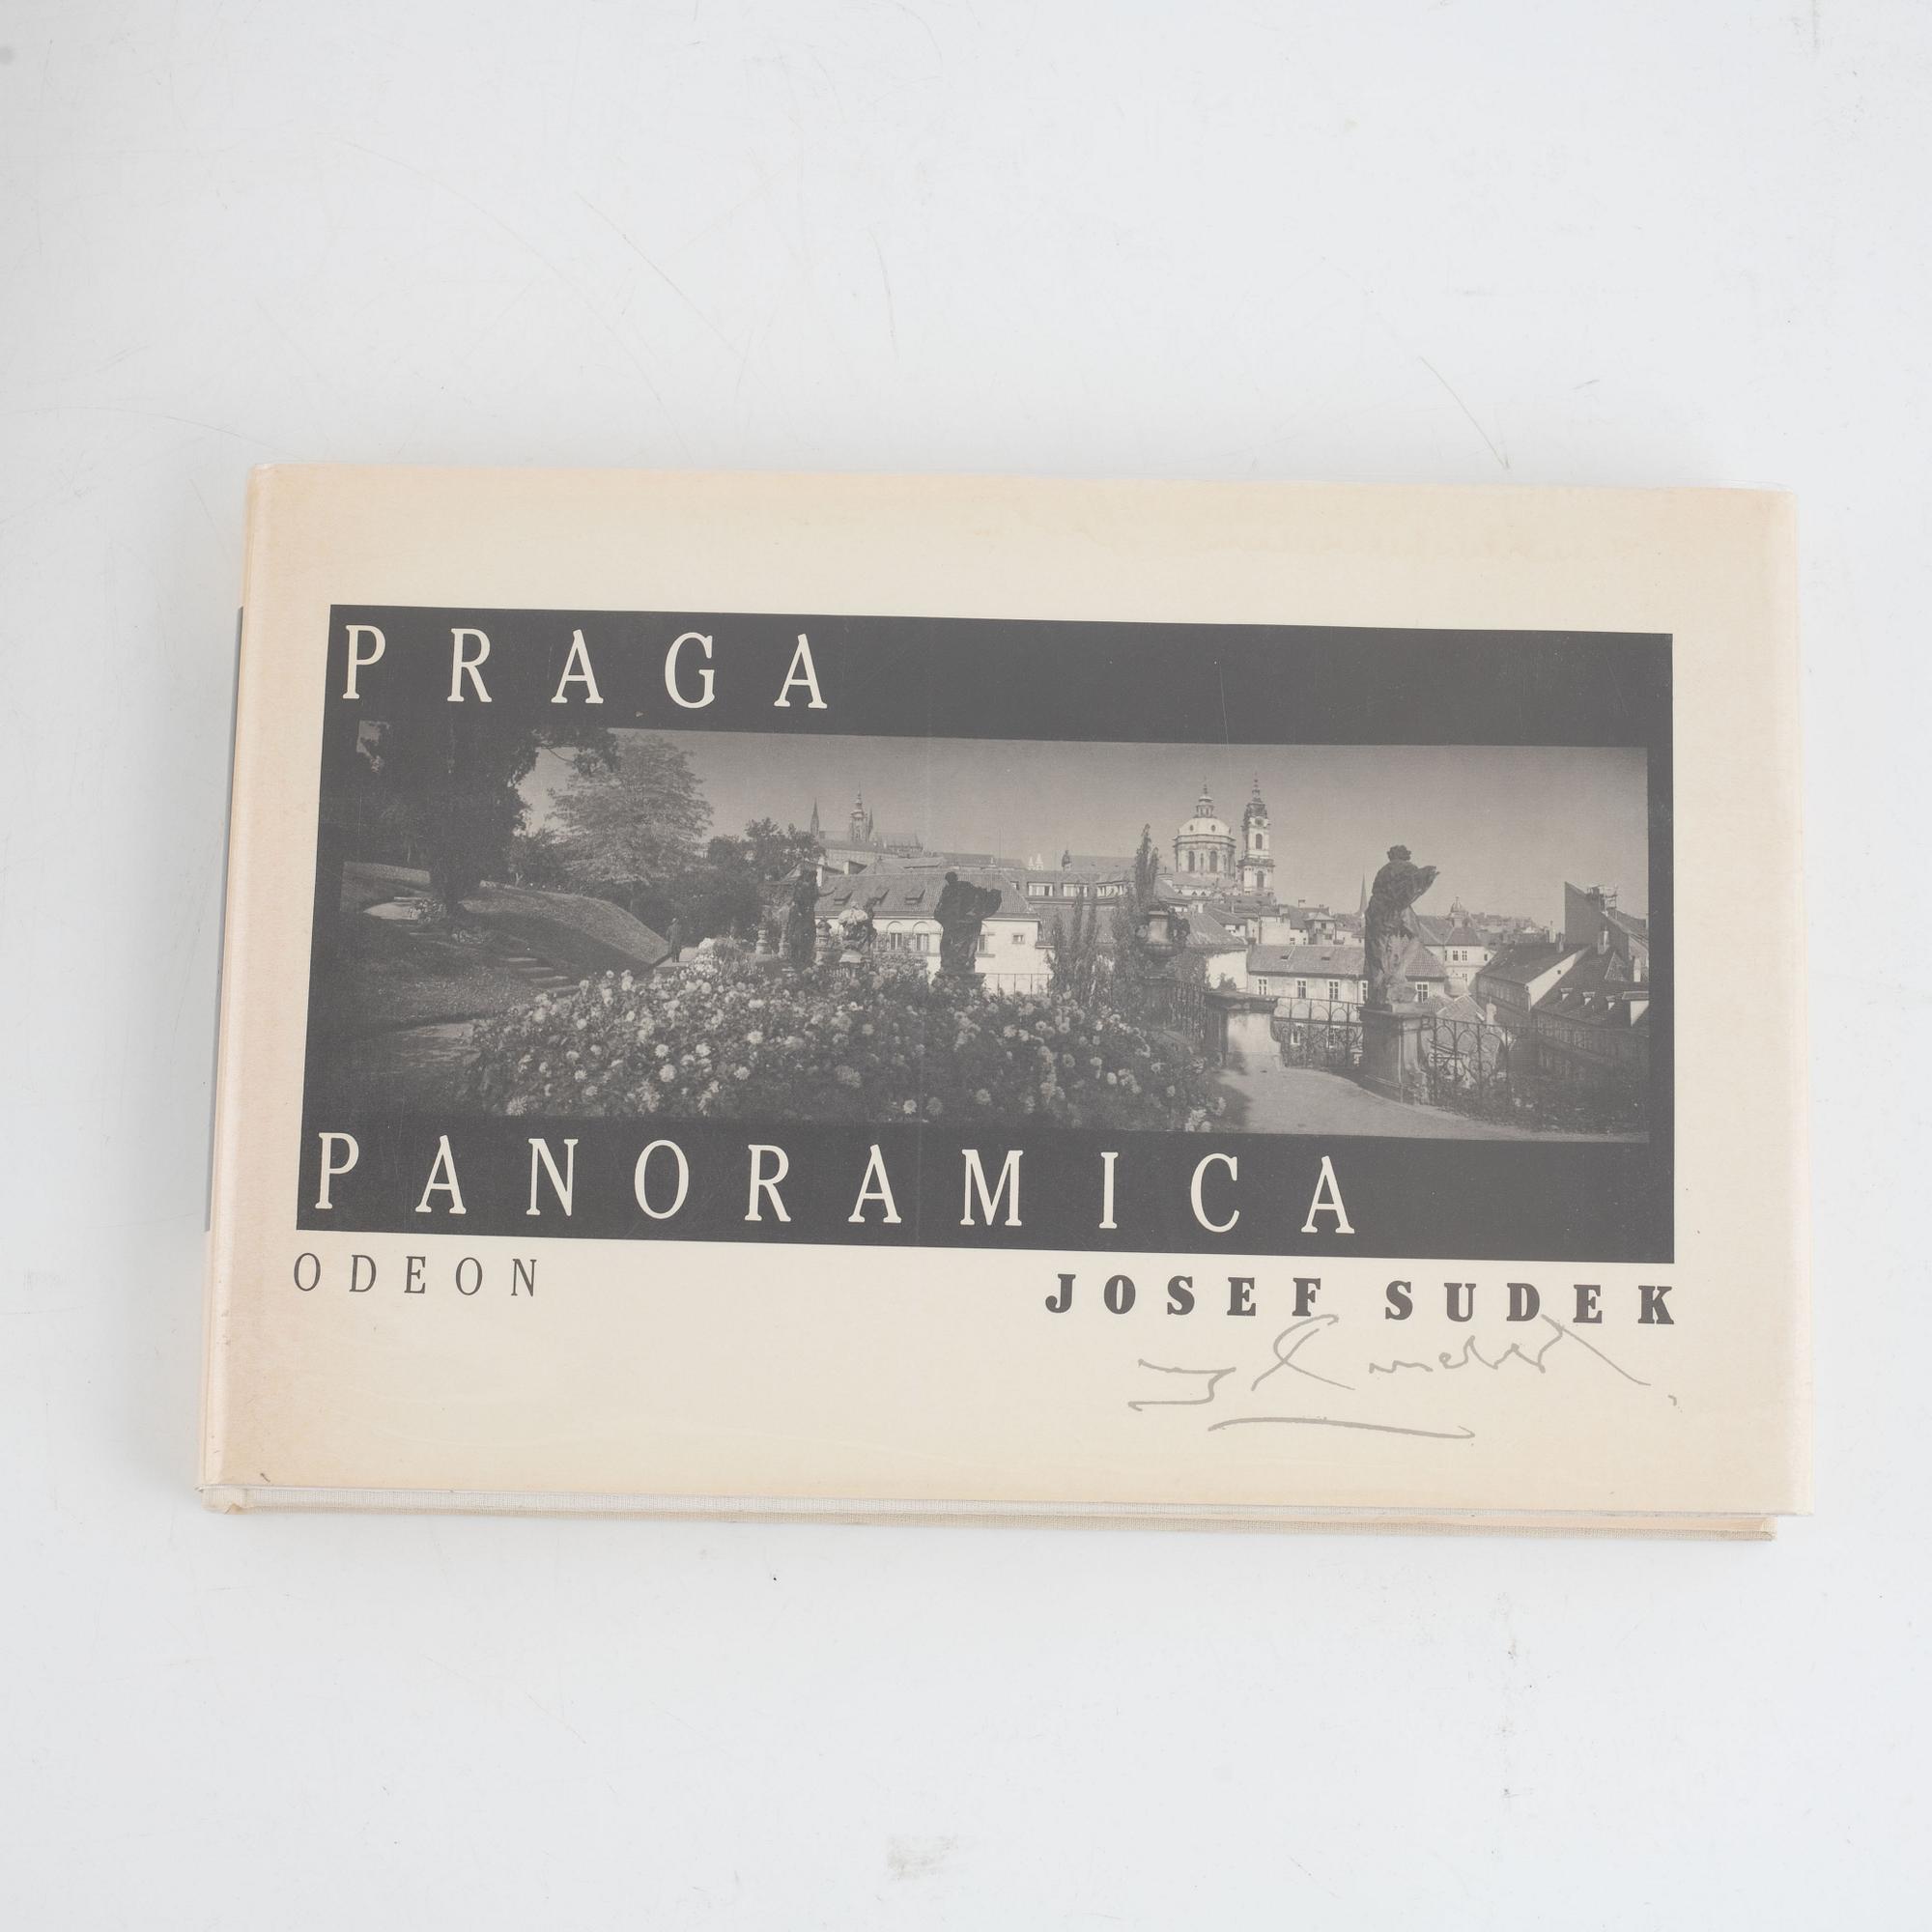 PRAGA
PANORAMICA
ODEON
JOSEF SUDEK